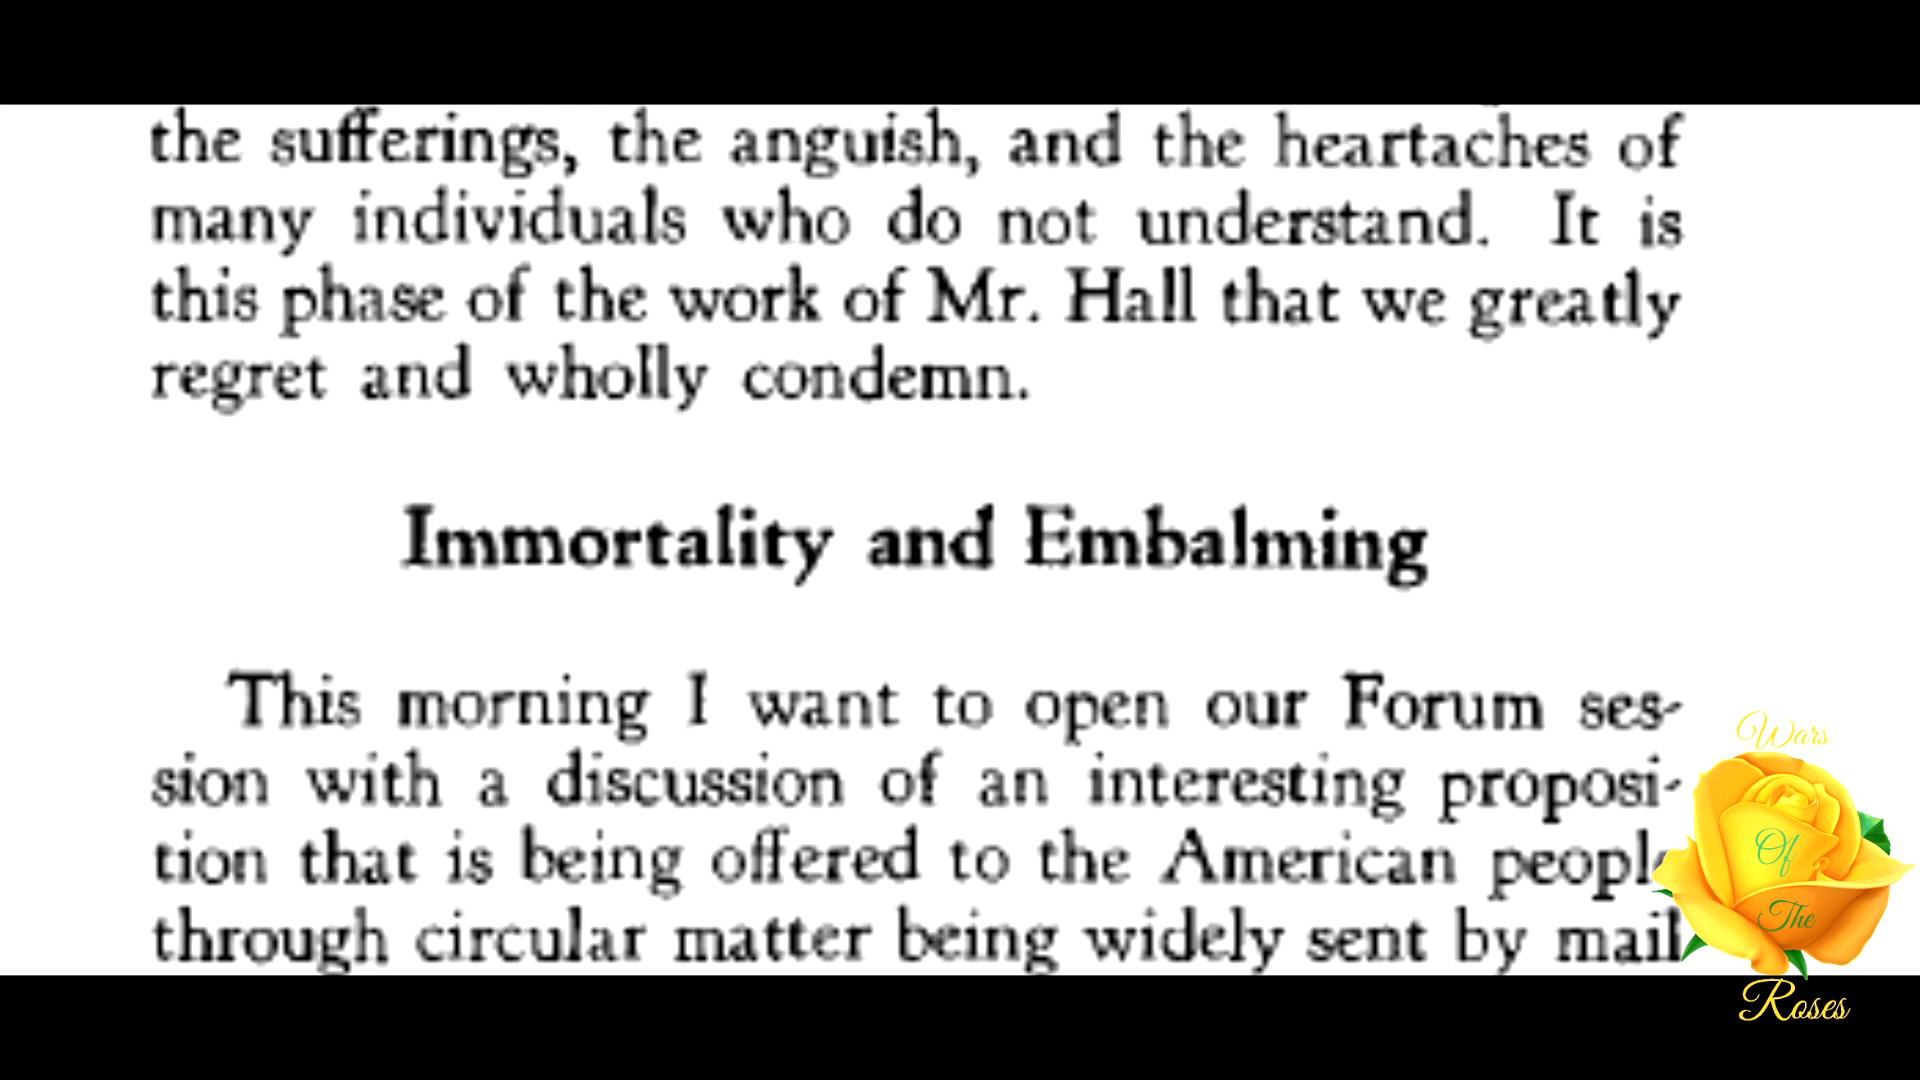 the sufferings, the anguish, and the heartaches of
many individuals who do not understand. It is
this phase of the work of Mr. Hall that we greatly
regret and wholly condemn.
Immortality and Embalming
This morning I want to open our Forum ses-
sion with a discussion of an interesting proposi-
tion that is being offered to the American people
through circular matter being widely sent by mail
Wars
Of
The
Roses